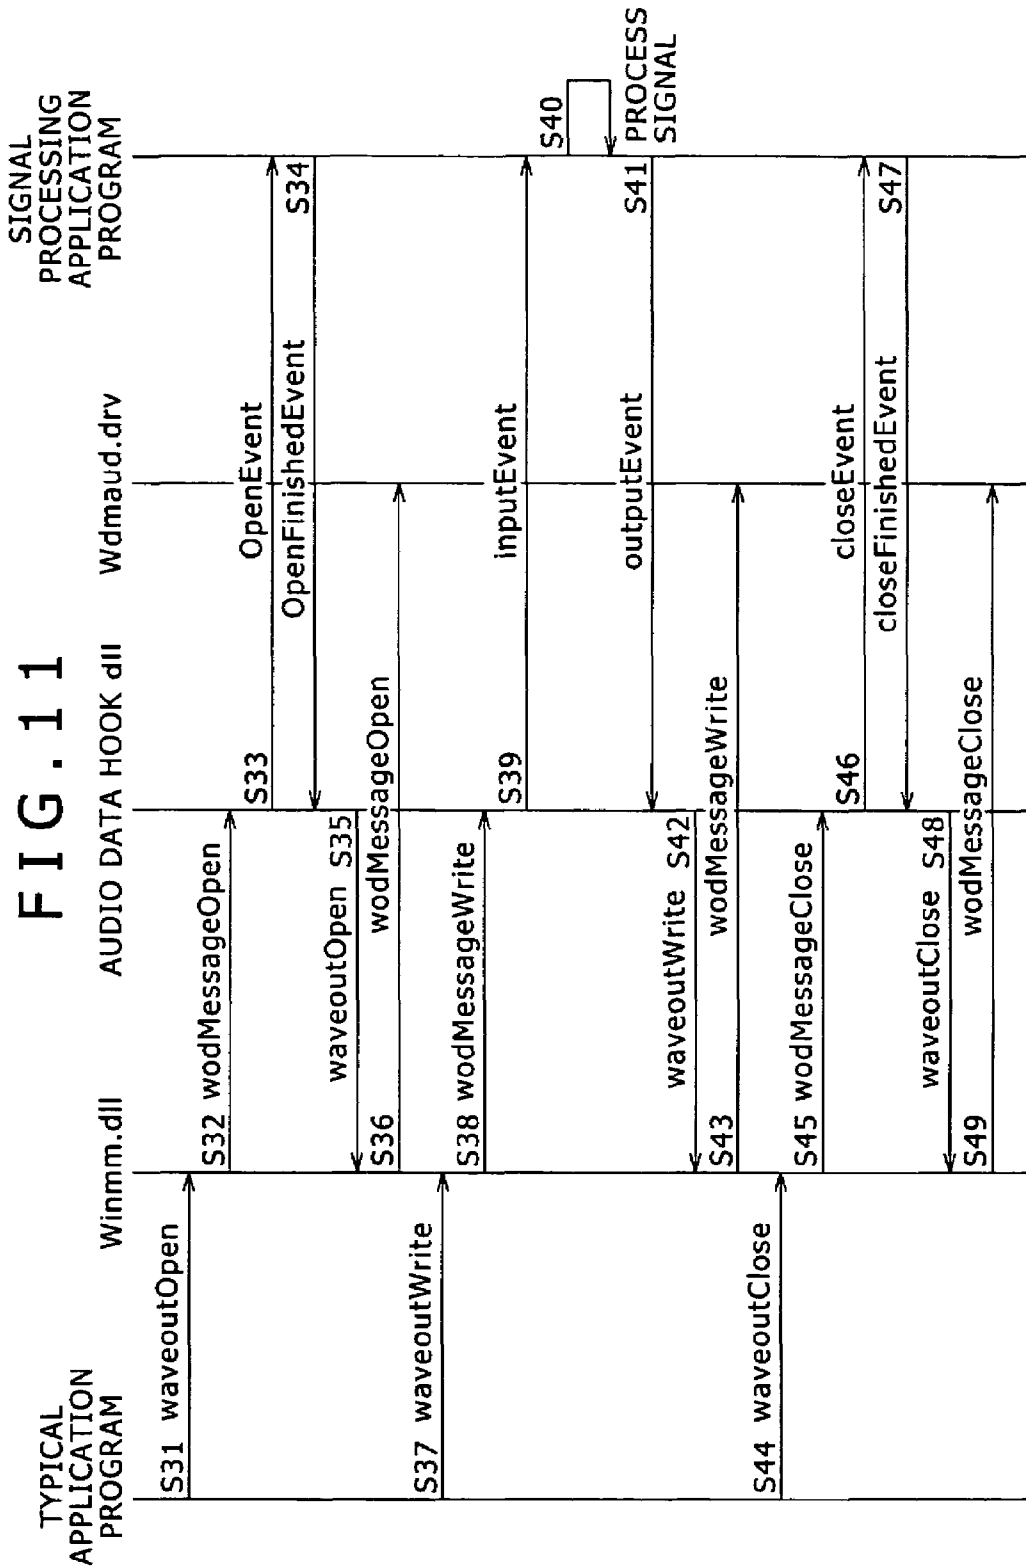 FIG.11
TYPICAL
APPLICATION
PROGRAM
Winmm.dll
AUDIO DATA HOOK dll
Wdmaud.drv
SIGNAL
PROCESSING
APPLICATION
PROGRAM
S31 waveoutOpen
S32 wodMessageOpen
S33
OpenEvent
OpenFinishedEvent
S34
waveoutOpen S35
S36
wodMessageOpen
S37 waveoutWrite
S38 wodMessageWrite
S39
inputEvent
S40
PROCESS
SIGNAL
outputEvent
S41
waveoutWrite S42
S43
wodMessageWrite
S44 waveoutClose
S45 wodMessageClose
S46
closeEvent
closeFinishedEvent
S47
waveoutClose S48
S49
wodMessageClose